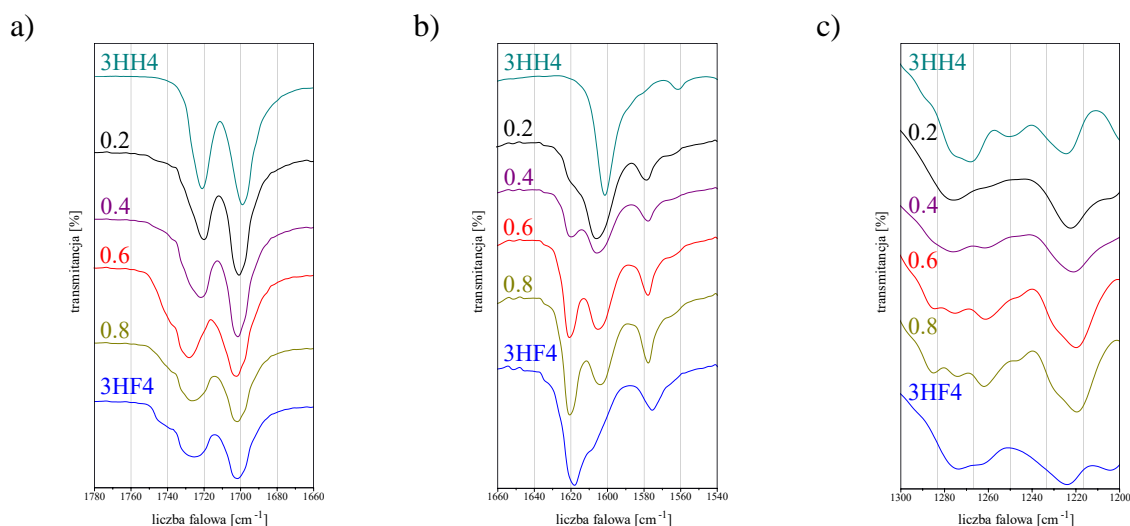 a)
3HH4
0.2
0.4
0.6
0.8
3HF4
transmitancja [%]
1780 1760 1740 1720 1700 1680 1660
liczba falowa [cm⁻¹]
b)
3HH4
0.2
0.4
0.6
0.8
3HF4
transmitancja [%]
1660 1640 1620 1600 1580 1560 1540
liczba falowa [cm⁻¹]
c)
3HH4
0.2
0.4
0.6
0.8
3HF4
transmitancja [%]
1300 1280 1260 1240 1220 1200
liczba falowa [cm⁻¹]